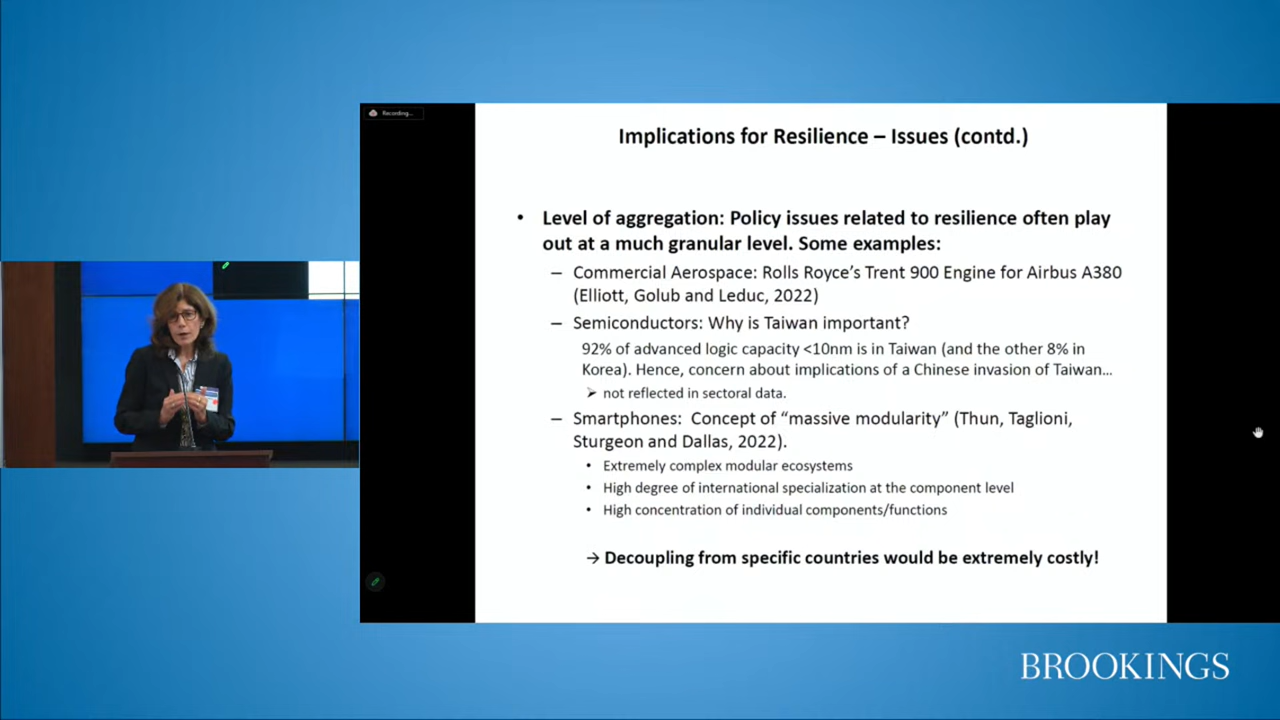 Recording...
Implications for Resilience – Issues (contd.)
• Level of aggregation: Policy issues related to resilience often play
out at a much granular level. Some examples:
– Commercial Aerospace: Rolls Royce's Trent 900 Engine for Airbus A380
(Elliott, Golub and Leduc, 2022)
– Semiconductors: Why is Taiwan important?
92% of advanced logic capacity <10nm is in Taiwan (and the other 8% in
Korea). Hence, concern about implications of a Chinese invasion of Taiwan…
➢ not reflected in sectoral data.
– Smartphones: Concept of “massive modularity” (Thun, Taglioni,
Sturgeon and Dallas, 2022).
• Extremely complex modular ecosystems
• High degree of international specialization at the component level
• High concentration of individual components/functions
→ Decoupling from specific countries would be extremely costly!
BROOKINGS